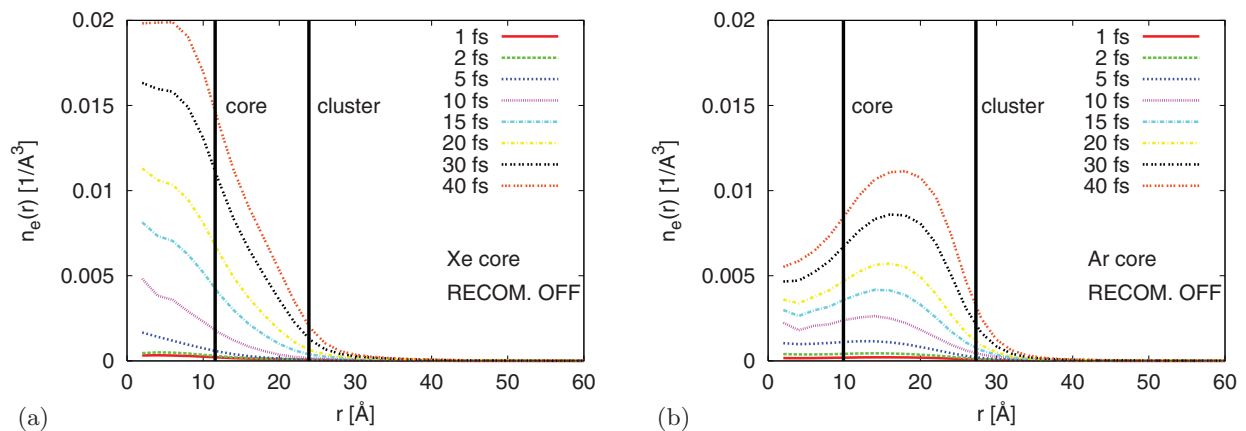 n_e(r) [1/A^3]
0.02
0.015
0.01
0.005
0
1 fs
2 fs
5 fs
10 fs
15 fs
20 fs
30 fs
40 fs
core
cluster
Xe core
RECOM. OFF
0 10 20 30 40 50 60
r [Å]
(a)
n_e(r) [1/A^3]
0.02
0.015
0.01
0.005
0
1 fs
2 fs
5 fs
10 fs
15 fs
20 fs
30 fs
40 fs
core
cluster
Ar core
RECOM. OFF
0 10 20 30 40 50 60
r [Å]
(b)